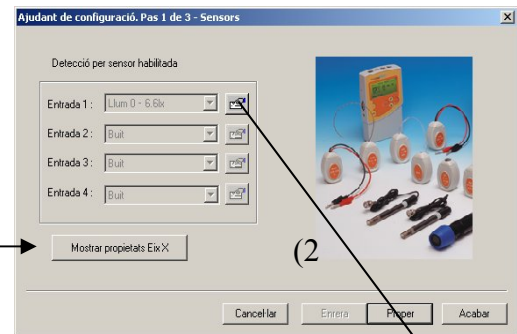 Ajudant de configuració. Pas 1 de 3 - Sensors
Detecció per sensor habilitada
Entrada 1 : Llum 0 - 6.6lx
Entrada 2 : Buit
Entrada 3 : Buit
Entrada 4 : Buit
Mostrar propietats Eix X
(2
Cancel·lar Enrera Proper Acabar